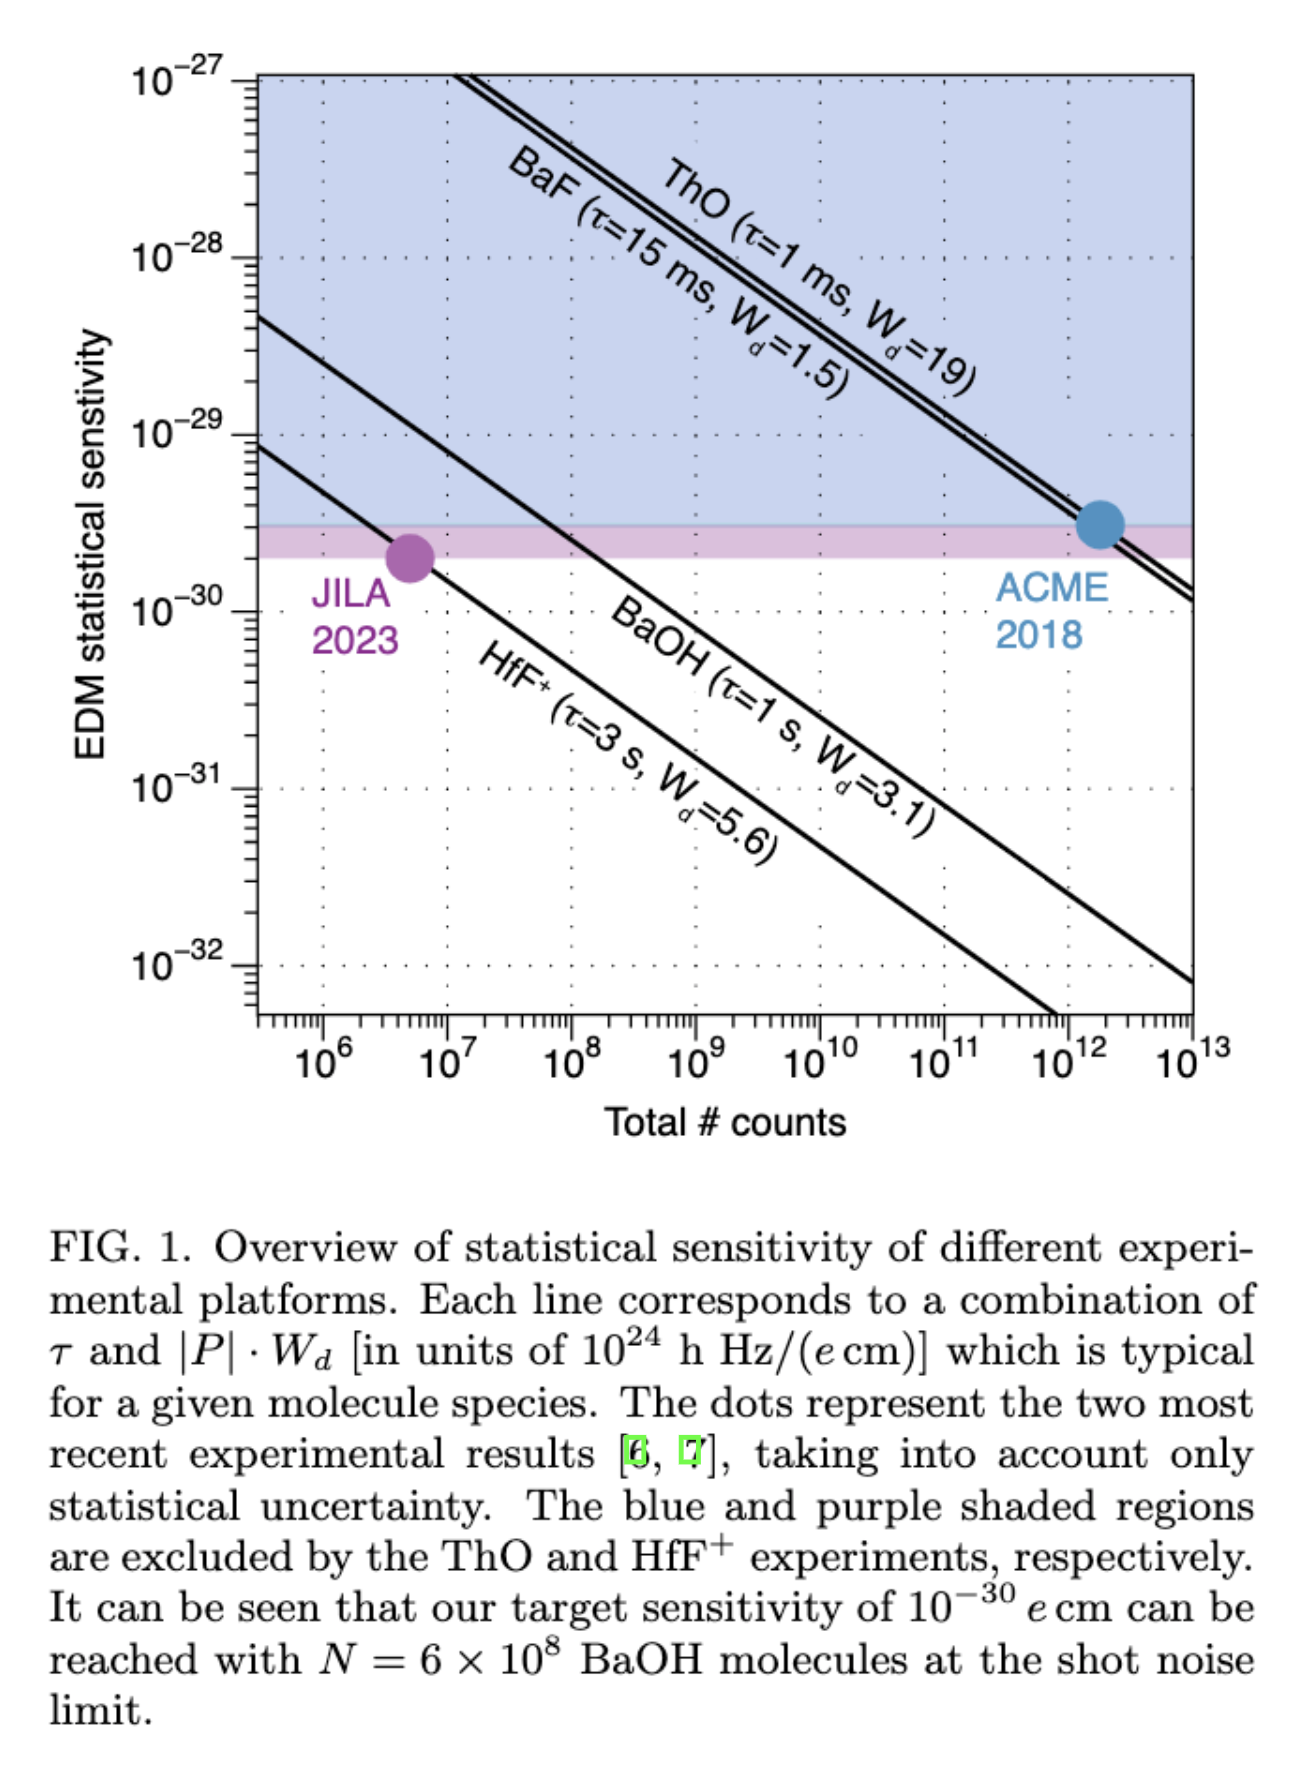 10−27
10−28
10−29
10−30
10−31
10−32
EDM statistical senstivity
ThO (τ=1 ms, Wd=19)
BaF (τ=15 ms, Wd=1.5)
JILA
2023
ACME
2018
BaOH (τ=1 s, Wd=3.1)
HfF+ (τ=3 s, Wd=5.6)
10^6 10^7 10^8 10^9 10^10 10^11 10^12 10^13
Total # counts
FIG. 1. Overview of statistical sensitivity of different experi-
mental platforms. Each line corresponds to a combination of
τ and |P| · Wd [in units of 10^24 h Hz/(e cm)] which is typical
for a given molecule species. The dots represent the two most
recent experimental results [6, 7], taking into account only
statistical uncertainty. The blue and purple shaded regions
are excluded by the ThO and HfF+ experiments, respectively.
It can be seen that our target sensitivity of 10−30 e cm can be
reached with N = 6 × 10^8 BaOH molecules at the shot noise
limit.